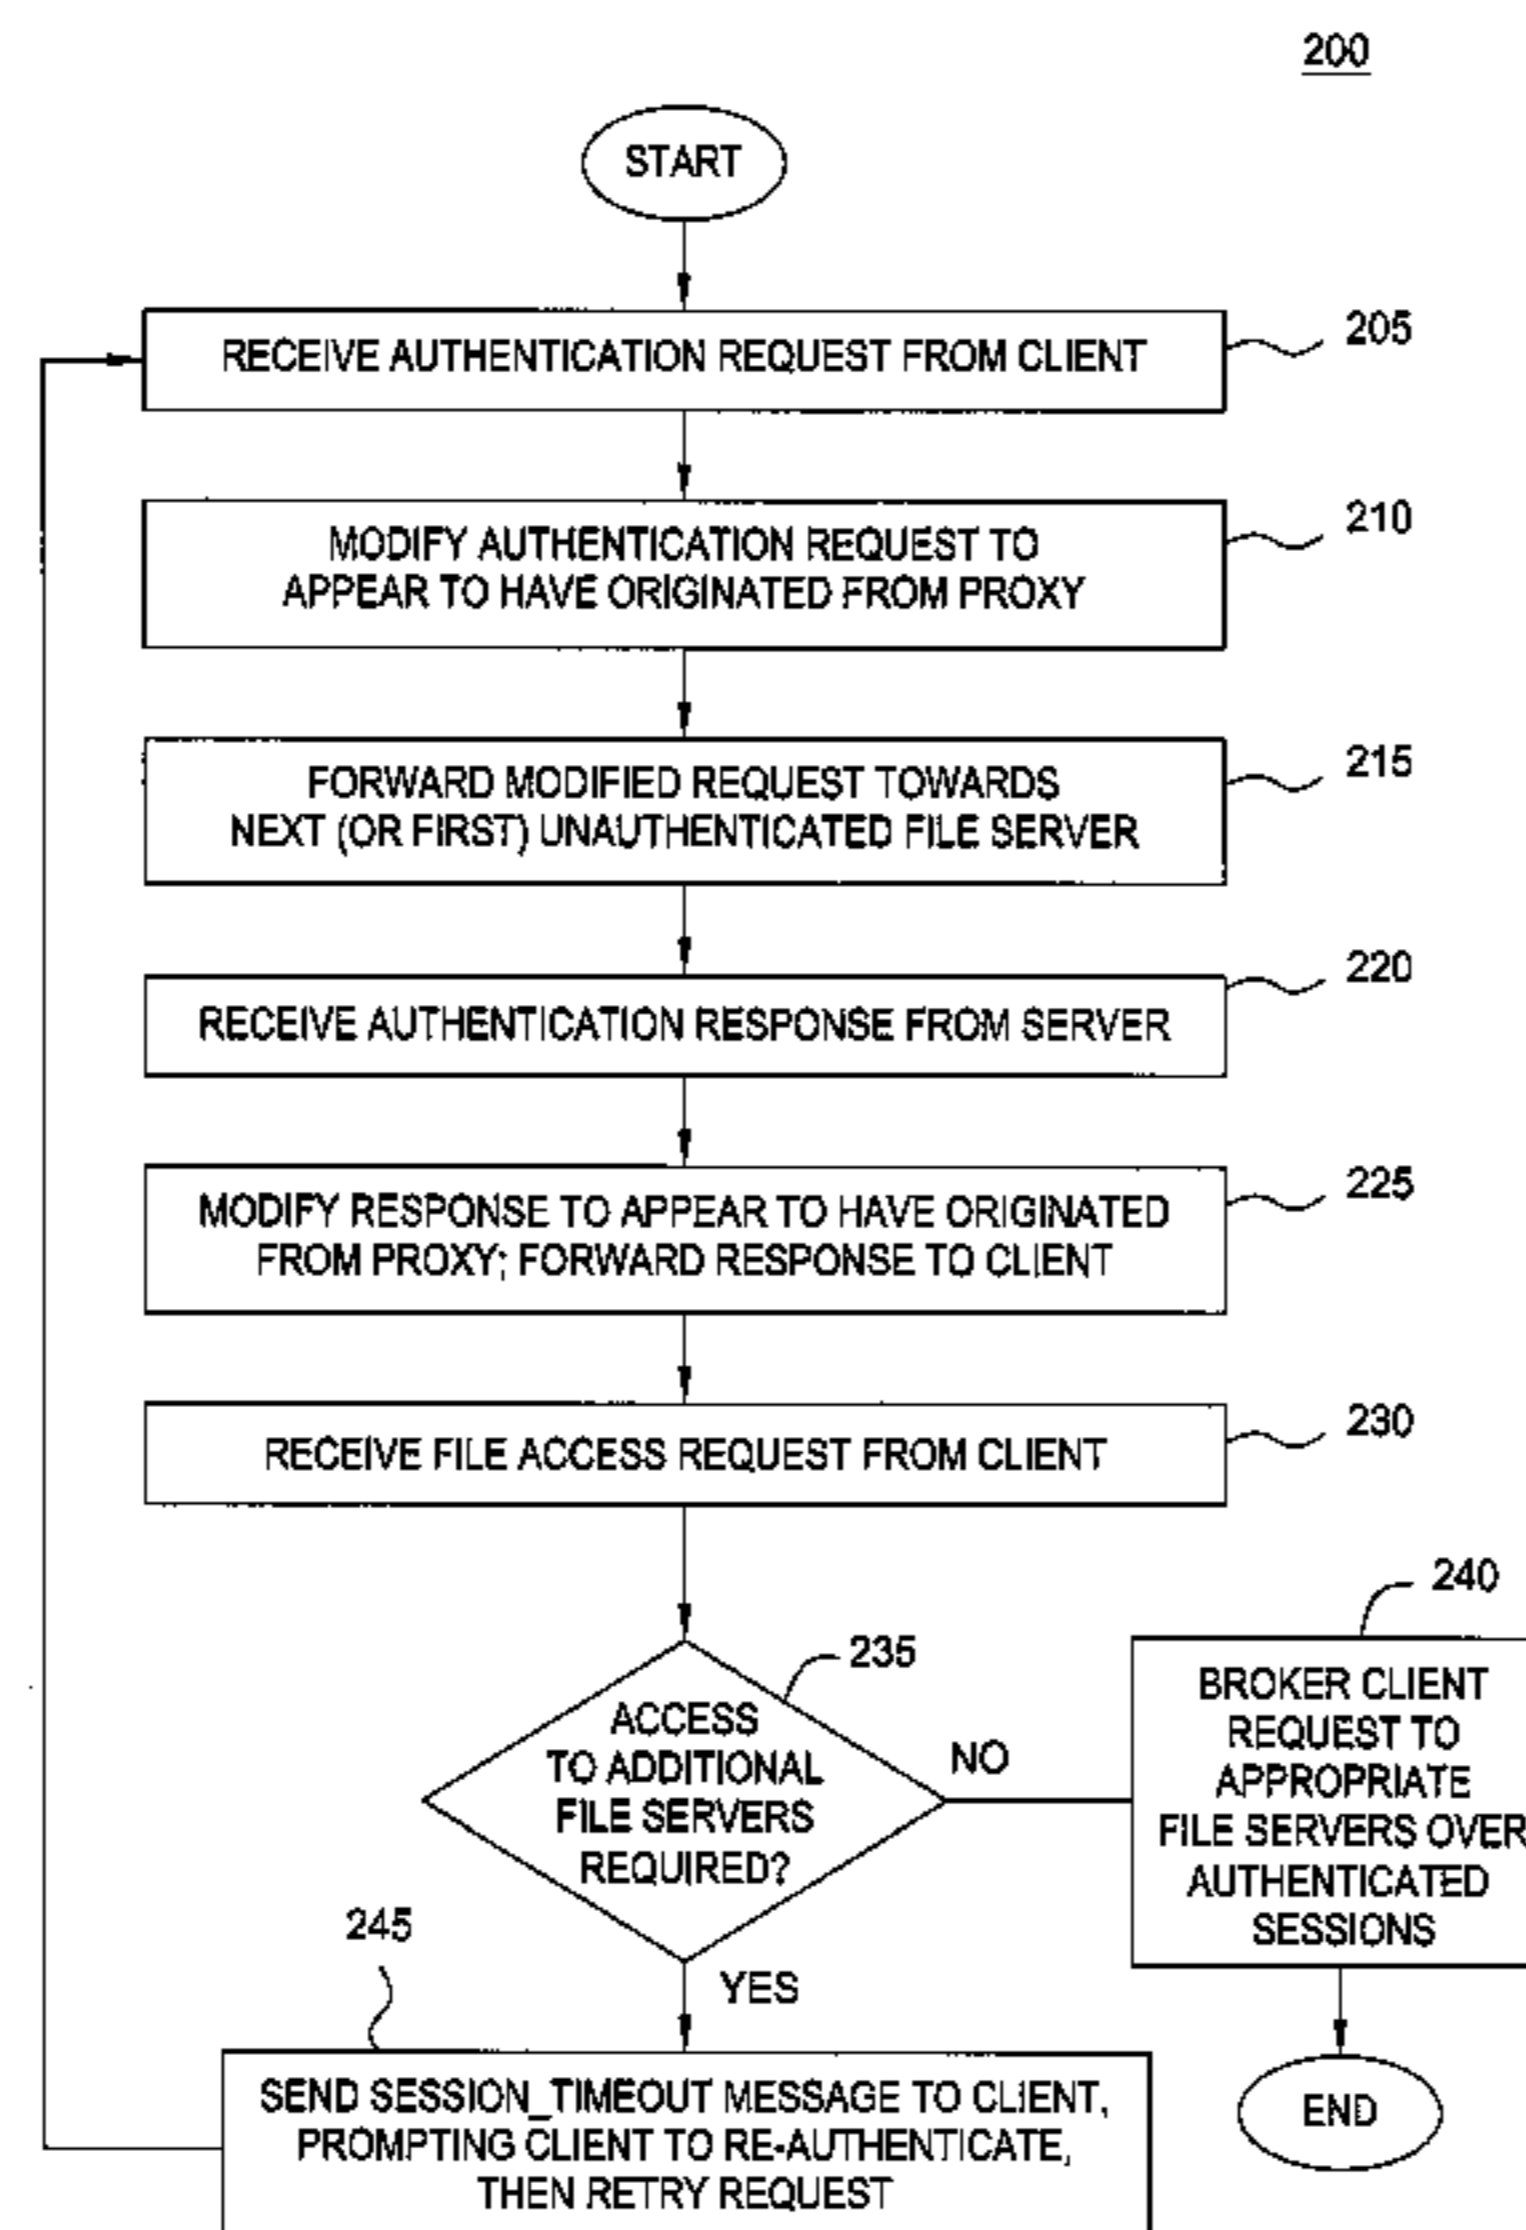 200
START
RECEIVE AUTHENTICATION REQUEST FROM CLIENT
205
MODIFY AUTHENTICATION REQUEST TO
APPEAR TO HAVE ORIGINATED FROM PROXY
210
FORWARD MODIFIED REQUEST TOWARDS
NEXT (OR FIRST) UNAUTHENTICATED FILE SERVER
215
RECEIVE AUTHENTICATION RESPONSE FROM SERVER
220
MODIFY RESPONSE TO APPEAR TO HAVE ORIGINATED
FROM PROXY; FORWARD RESPONSE TO CLIENT
225
RECEIVE FILE ACCESS REQUEST FROM CLIENT
230
ACCESS
TO ADDITIONAL
FILE SERVERS
REQUIRED?
235
NO
240
BROKER CLIENT
REQUEST TO
APPROPRIATE
FILE SERVERS OVER
AUTHENTICATED
SESSIONS
YES
245
SEND SESSION_TIMEOUT MESSAGE TO CLIENT,
PROMPTING CLIENT TO RE-AUTHENTICATE,
THEN RETRY REQUEST
END